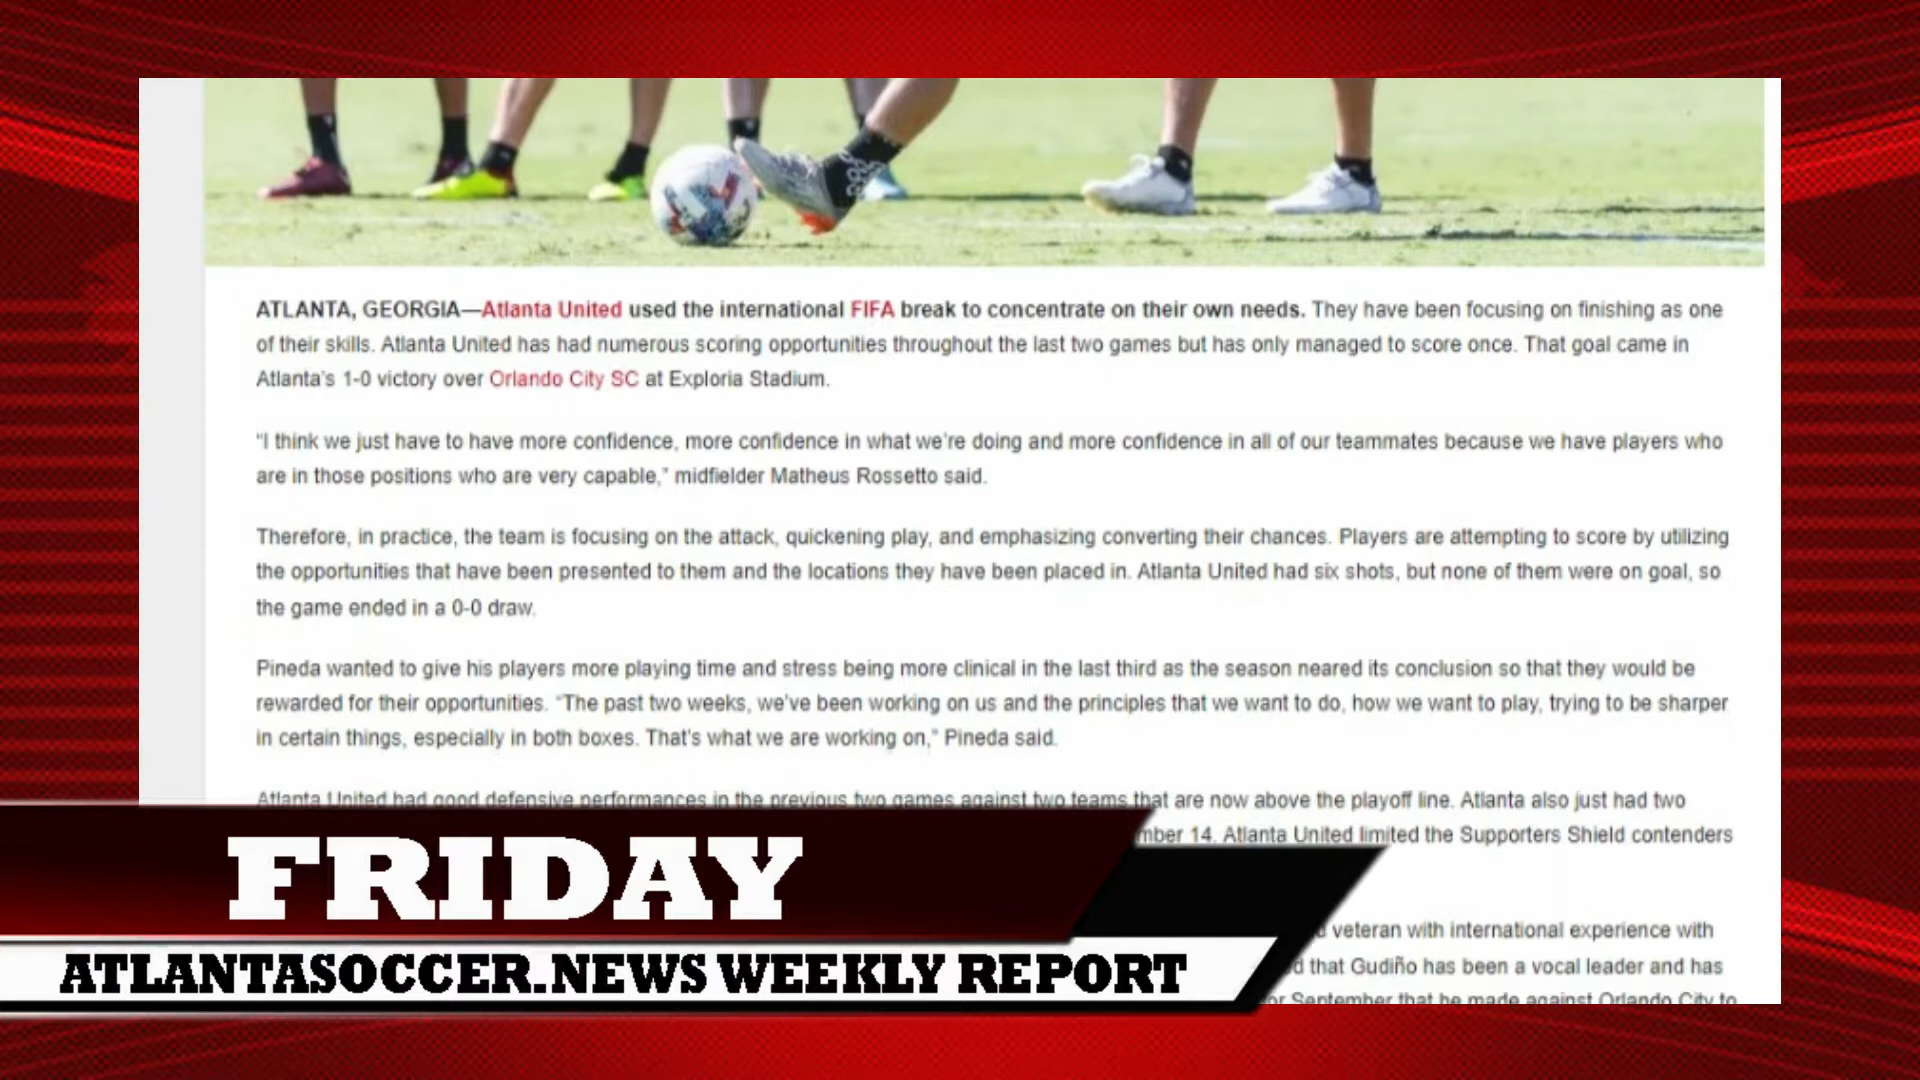 ATLANTA, GEORGIA—Atlanta United used the international FIFA break to concentrate on their own needs. They have been focusing on finishing as one
of their skills. Atlanta United has had numerous scoring opportunities throughout the last two games but has only managed to score once. That goal came in
Atlanta's 1-0 victory over Orlando City SC at Exploria Stadium.
“I think we just have to have more confidence, more confidence in what we're doing and more confidence in all of our teammates because we have players who
are in those positions who are very capable,” midfielder Matheus Rossetto said.
Therefore, in practice, the team is focusing on the attack, quickening play, and emphasizing converting their chances. Players are attempting to score by utilizing
the opportunities that have been presented to them and the locations they have been placed in. Atlanta United had six shots, but none of them were on goal, so
the game ended in a 0-0 draw.
Pineda wanted to give his players more playing time and stress being more clinical in the last third as the season neared its conclusion so that they would be
rewarded for their opportunities. “The past two weeks, we've been working on us and the principles that we want to do, how we want to play, trying to be sharper
in certain things, especially in both boxes. That's what we are working on,” Pineda said.
Atlanta United had good defensive performances in the previous two games against two teams that are now above the playoff line. Atlanta also just had two
14. Atlanta United limited the Supporters Shield contenders
veteran with international experience with
that Gudiño has been a vocal leader and has
September that he made against Orlando City to
FRIDAY
ATLANTASOCCER.NEWS WEEKLY REPORT